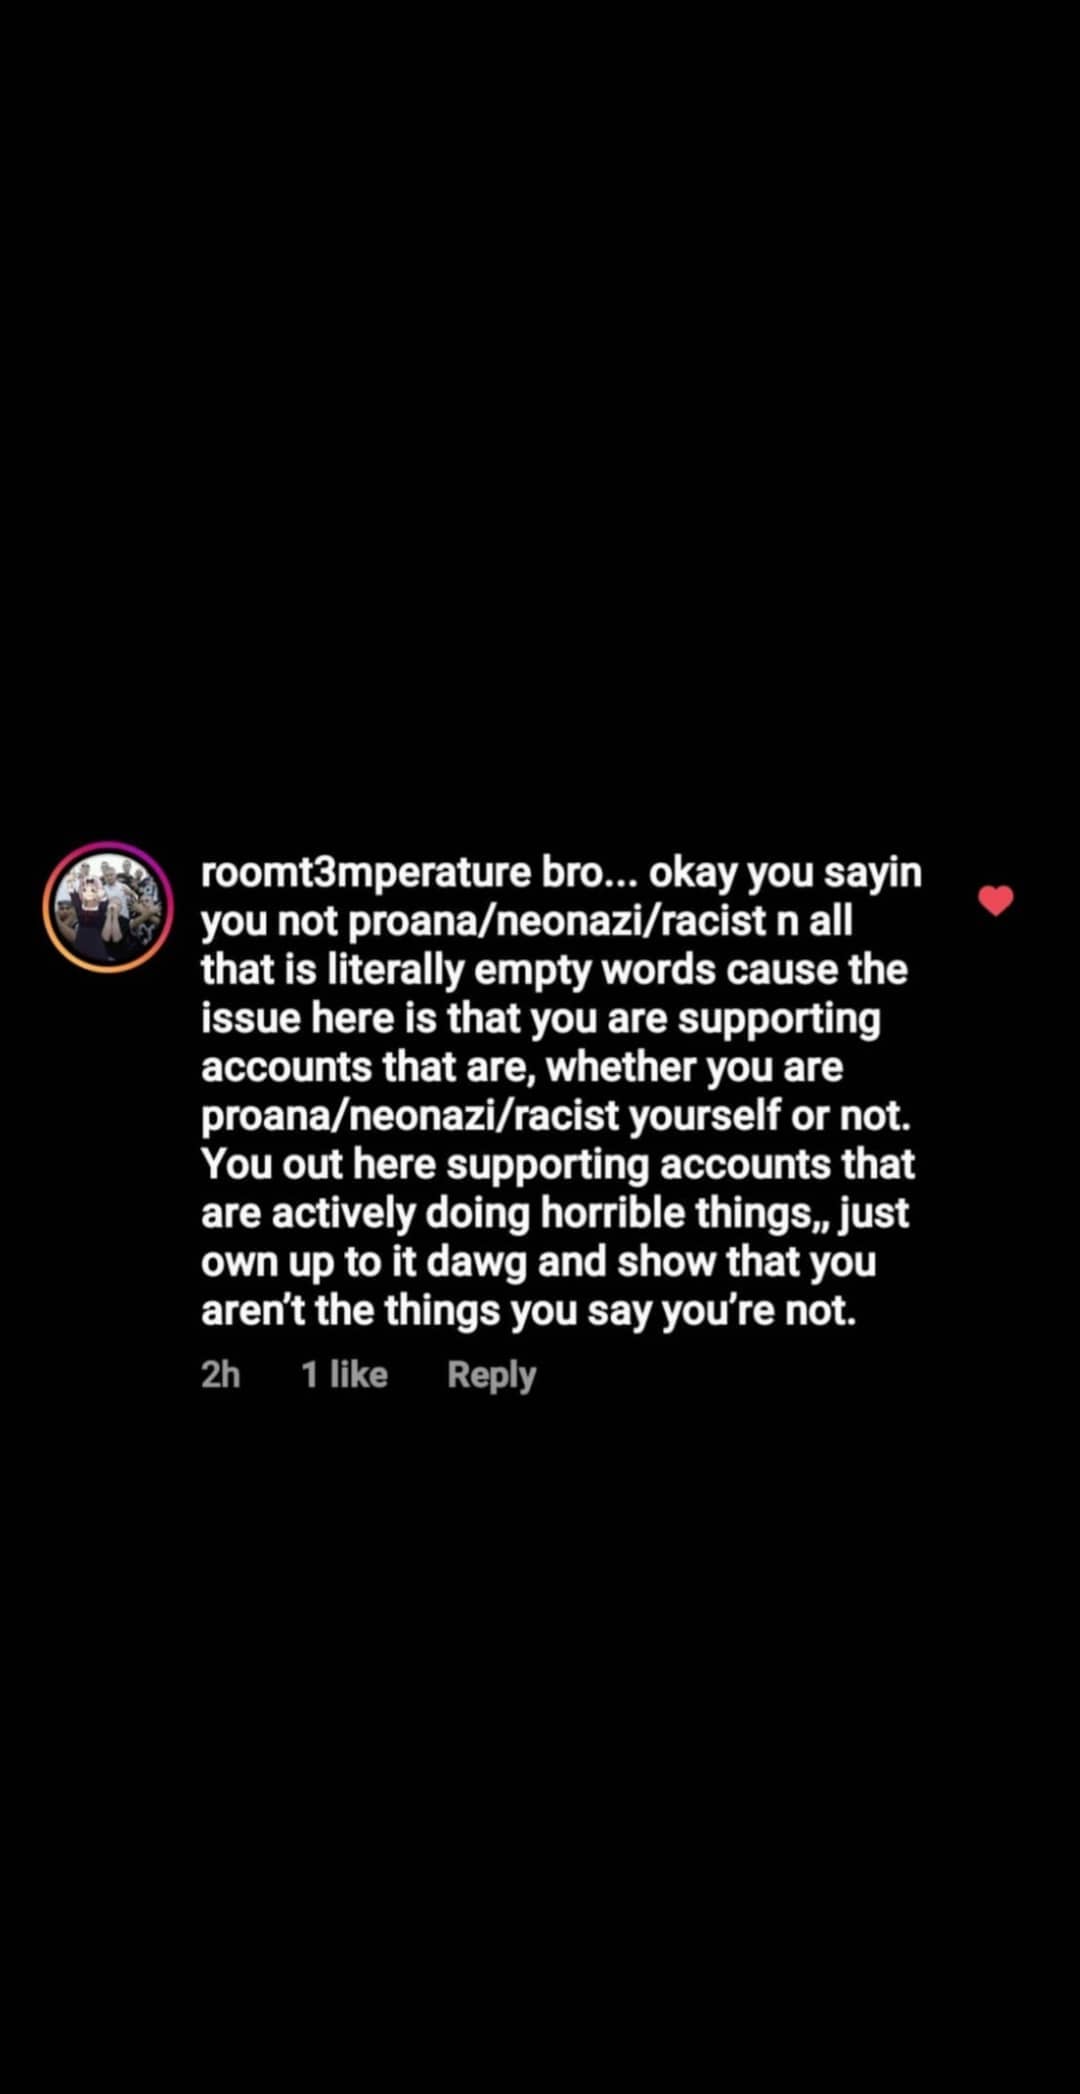 roomt3mperature bro... okay you sayin
you not proana/neonazi/racist n all
that is literally empty words cause the
issue here is that you are supporting
accounts that are, whether you are
proana/neonazi/racist yourself or not.
You out here supporting accounts that
are actively doing horrible things,, just
own up to it dawg and show that you
aren't the things you say you're not.
2h 1 like Reply